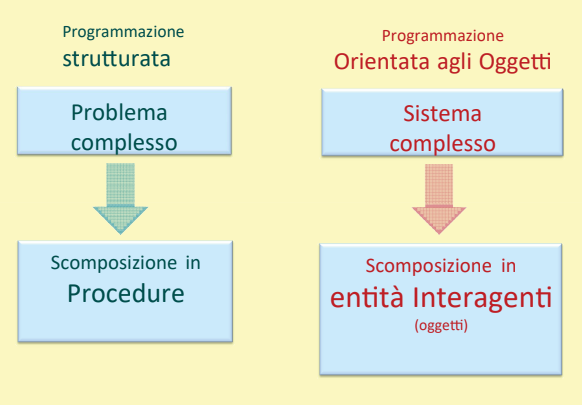 Programmazione
strutturata
Problema
complesso
Scomposizione in
Procedure
Programmazione
Orientata agli Oggetti
Sistema
complesso
Scomposizione in
entità Interagenti
(oggetti)